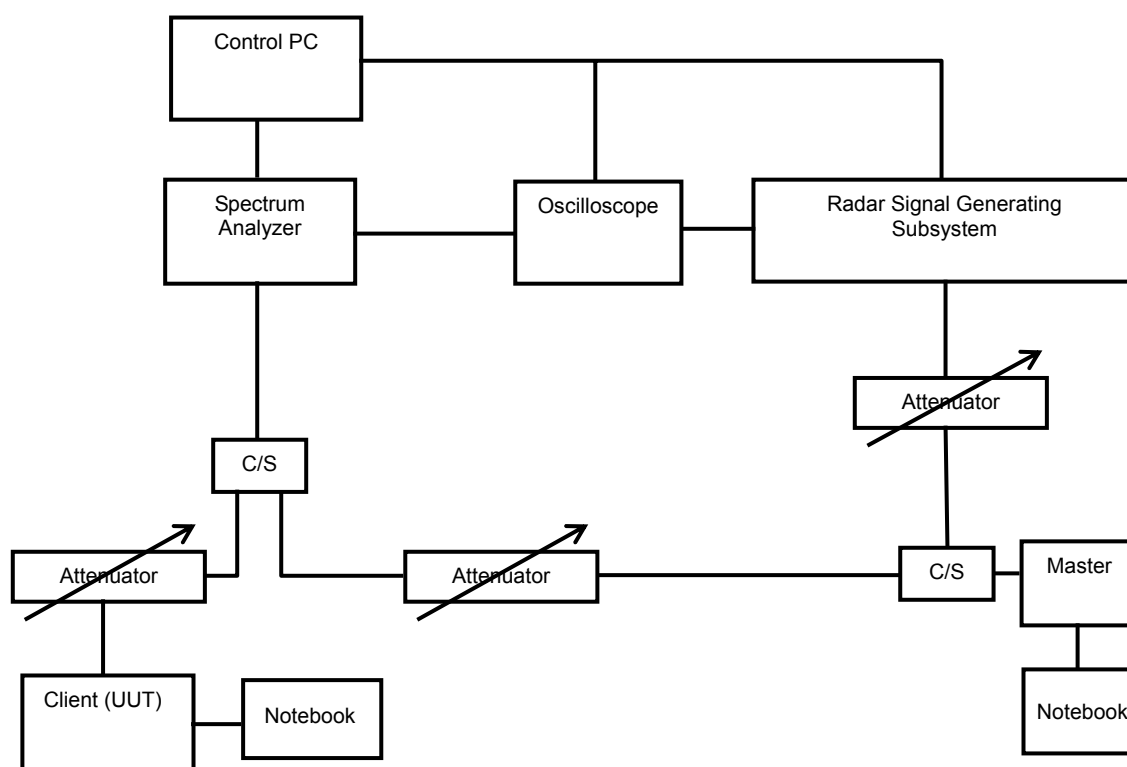 Control PC
Spectrum
Analyzer
Oscilloscope
Radar Signal Generating
Subsystem
Attenuator
C/S
Attenuator
Attenuator
C/S
Master
Client (UUT)
Notebook
Notebook